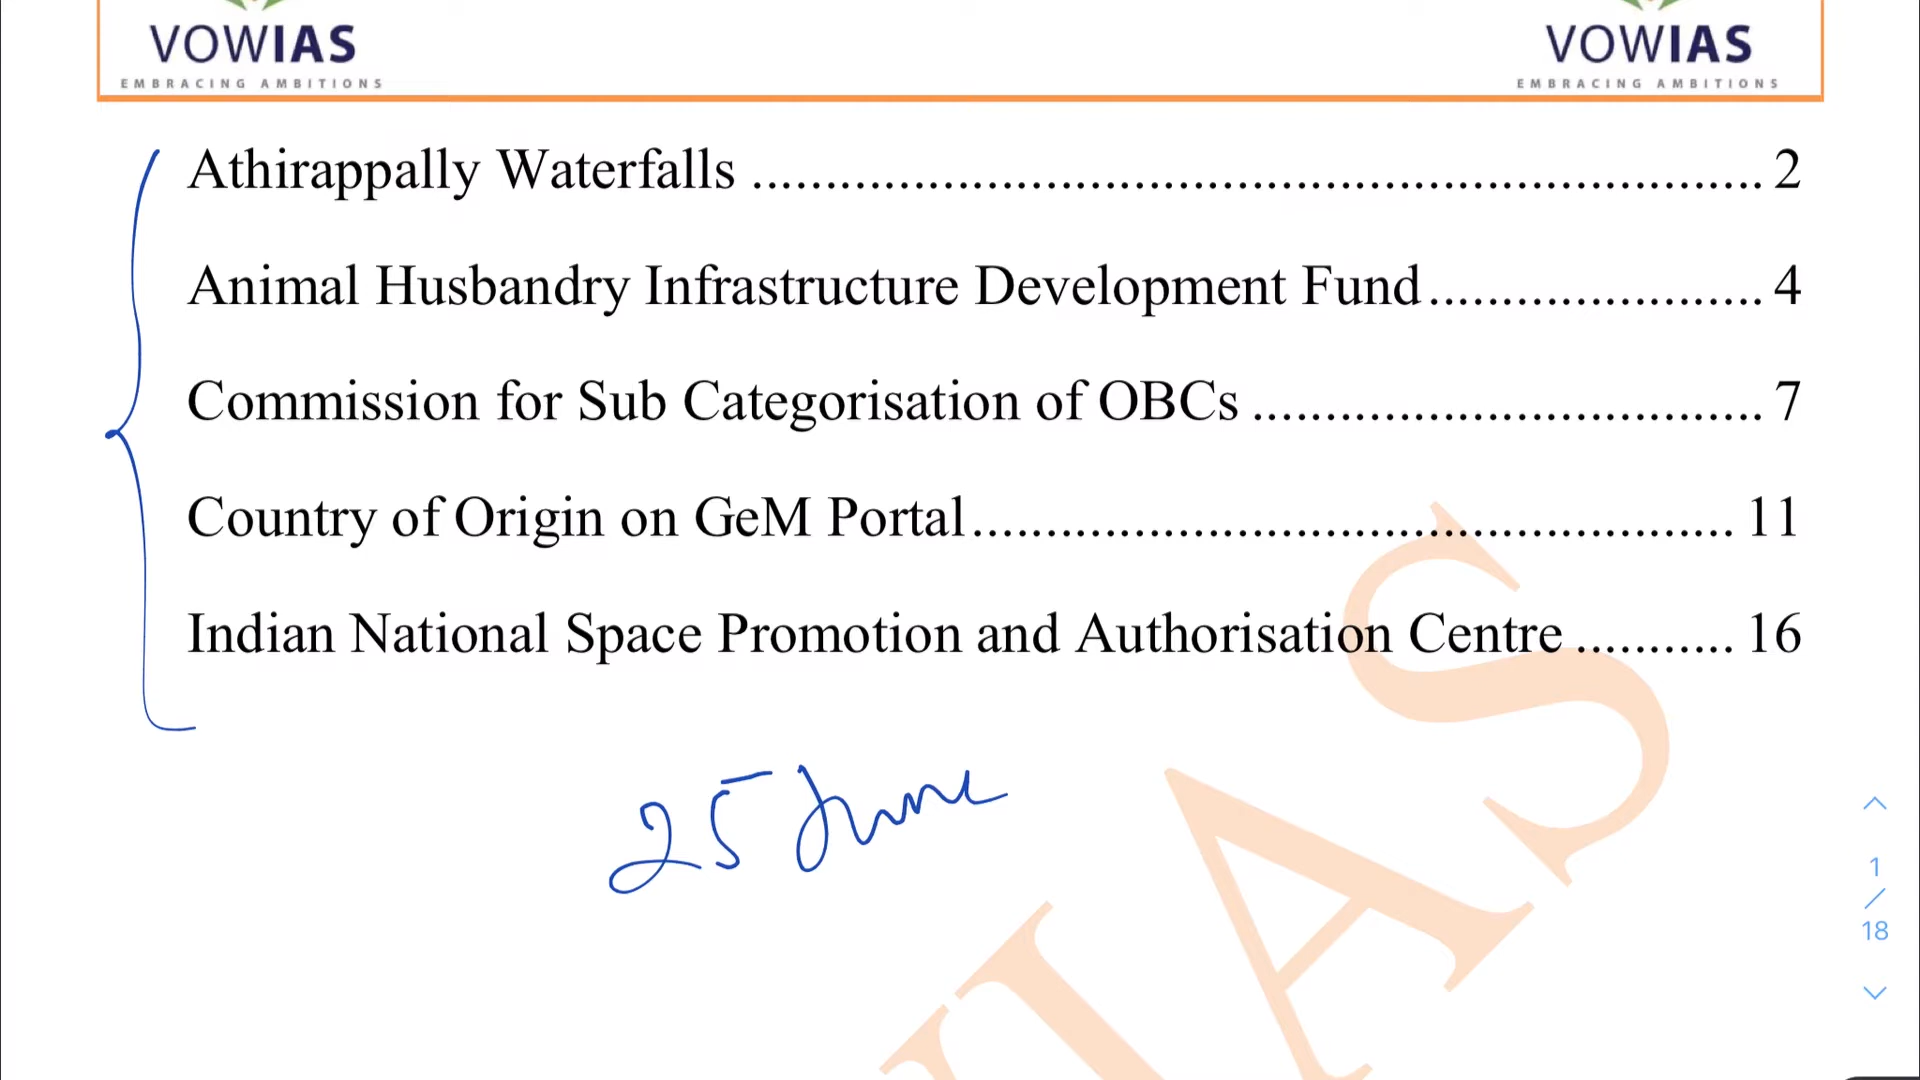 VOWIAS VOWIAS
EMBRACING AMBITIONS EMBRACING AMBITIONS
Athirappally Waterfalls ..................................................................... 2
Animal Husbandry Infrastructure Development Fund....................... 4
Commission for Sub Categorisation of OBCs ................................... 7
Country of Origin on GeM Portal.................................................... 11
Indian National Space Promotion and Authorisation Centre ........... 16
25 June
IAS
1
/
18